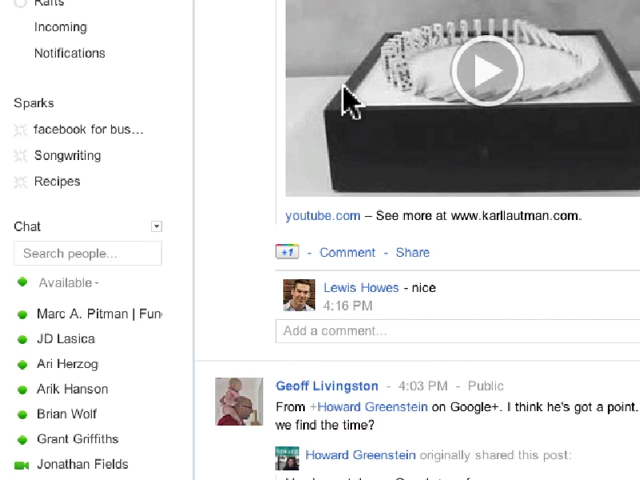 Incoming
Notifications
Sparks
facebook for bus...
Songwriting
Recipes
Chat
Search people...
Available
Marc A. Pitman | Fun
JD Lasica
Ari Herzog
Arik Hanson
Brian Wolf
Grant Griffiths
Jonathan Fields
youtube.com – See more at www.karllautman.com.
+1 - Comment - Share
Lewis Howes - nice
4:16 PM
Add a comment...
Geoff Livingston - 4:03 PM - Public
From +Howard Greenstein on Google+. I think he's got a point.
we find the time?
Howard Greenstein originally shared this post: